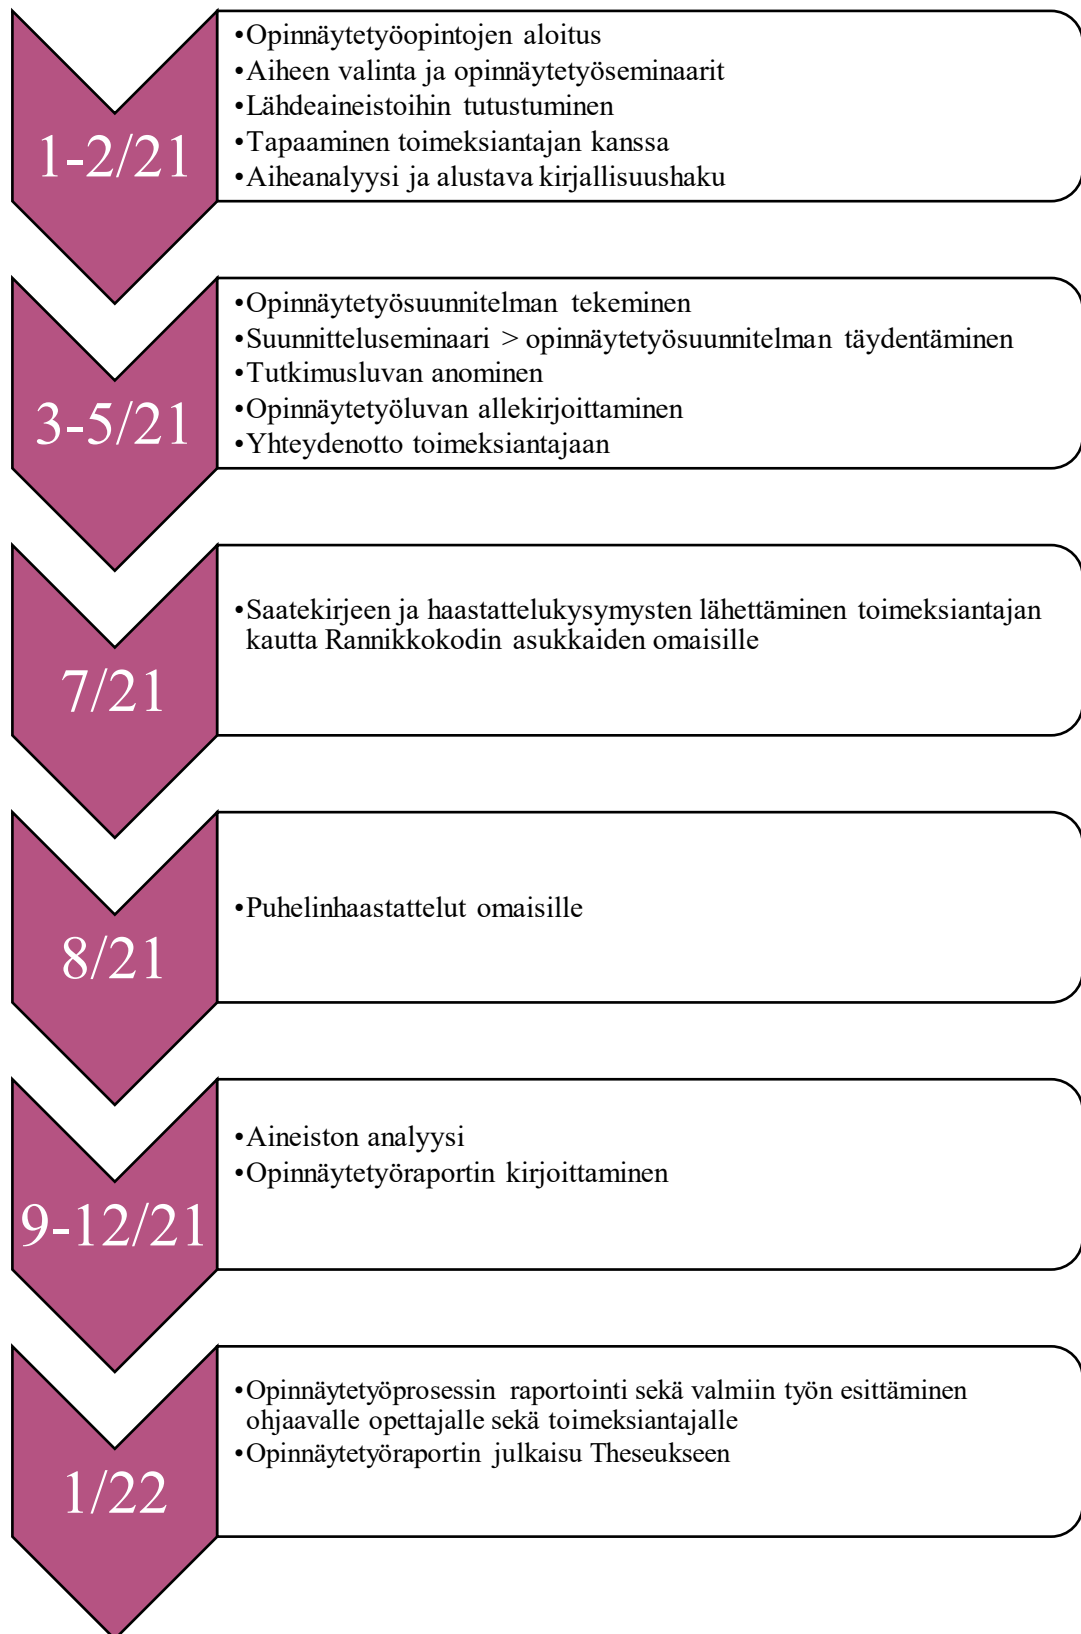 1-2/21
•Opinnäytetyöopintojen aloitus
•Aiheen valinta ja opinnäytetyöseminaarit
•Lähdeaineistoihin tutustuminen
•Tapaaminen toimeksiantajan kanssa
•Aiheanalyysi ja alustava kirjallisuushaku
3-5/21
•Opinnäytetyösuunnitelman tekeminen
•Suunnitteluseminaari > opinnäytetyösuunnitelman täydentäminen
•Tutkimusluvan anominen
•Opinnäytetyöluvan allekirjoittaminen
•Yhteydenotto toimeksiantajaan
7/21
•Saatekirjeen ja haastattelukysymysten lähettäminen toimeksiantajan
kautta Rannikkokodin asukkaiden omaisille
8/21
•Puhelinhaastattelut omaisille
9-12/21
•Aineiston analyysi
•Opinnäytetyöraportin kirjoittaminen
1/22
•Opinnäytetyöprosessin raportointi sekä valmiin työn esittäminen
ohjaavalle opettajalle sekä toimeksiantajalle
•Opinnäytetyöraportin julkaisu Theseukseen